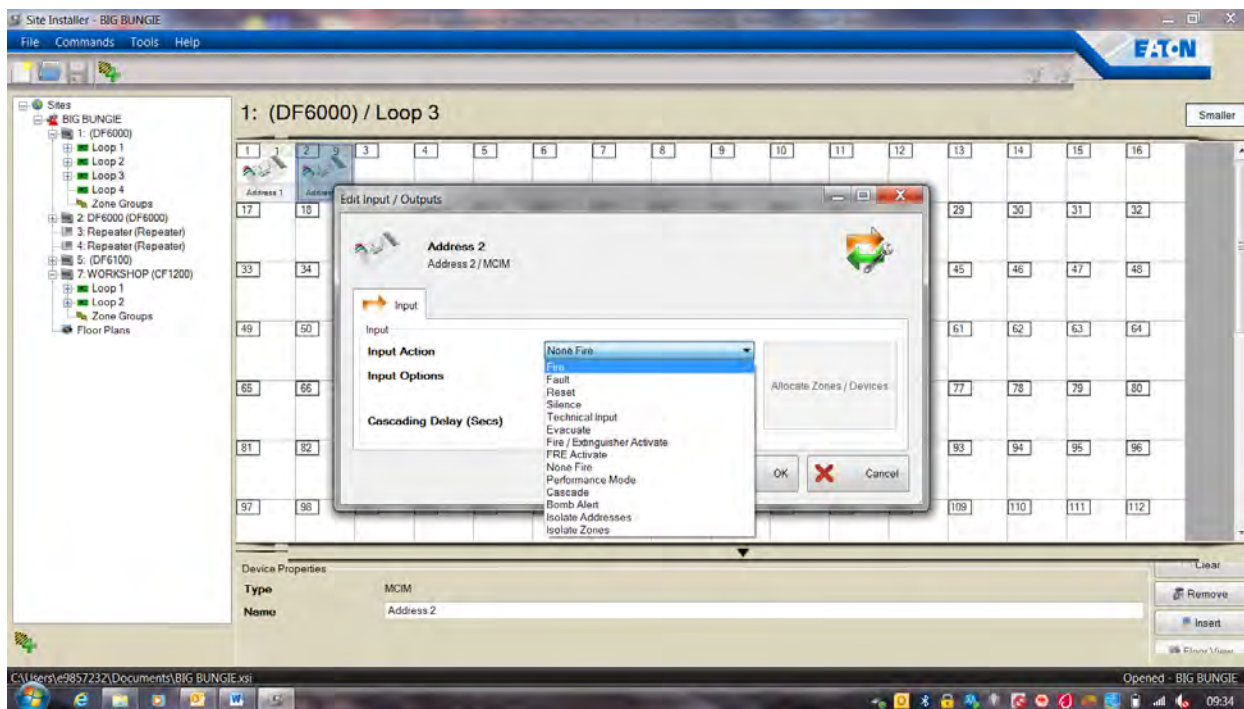 Site Installer - BIG BUNGIE
File Commands Tools Help
EATON
Sites
BIG BUNGIE
1: (DF6000)
Loop 1
Loop 2
Loop 3
Loop 4
Zone Groups
2: DF6000 (DF6000)
3: Repeater (Repeater)
4: Repeater (Repeater)
5: (DF6100)
7: WORKSHOP (CF1200)
Loop 1
Loop 2
Zone Groups
Floor Plans
1: (DF6000) / Loop 3
Smaller
1 1 2 9 3 4 5 6 7 8 9 10 11 12 13 14 15 16
Address 1
17 18 29 30 31 32
33 34 45 46 47 48
49 50 61 62 63 64
65 66 77 78 79 80
81 82 93 94 95 96
97 98 109 110 111 112
Edit Input / Outputs
Address 2
Address 2 / MCIM
Input
Input
Input Action
None Fire
Input Options
Cascading Delay (Secs)
Fire
Fault
Reset
Silence
Technical Input
Evacuate
Fire / Extinguisher Activate
FRE Activate
None Fire
Performance Mode
Cascade
Bomb Alert
Isolate Addresses
Isolate Zones
Allocate Zones / Devices
OK
Cancel
Device Properties
Type MCIM
Name Address 2
Clear
Remove
Insert
Floor View
C:\Users\e9857232\Documents\BIG BUNGIE.xsi
Opened - BIG BUNGIE
09:34